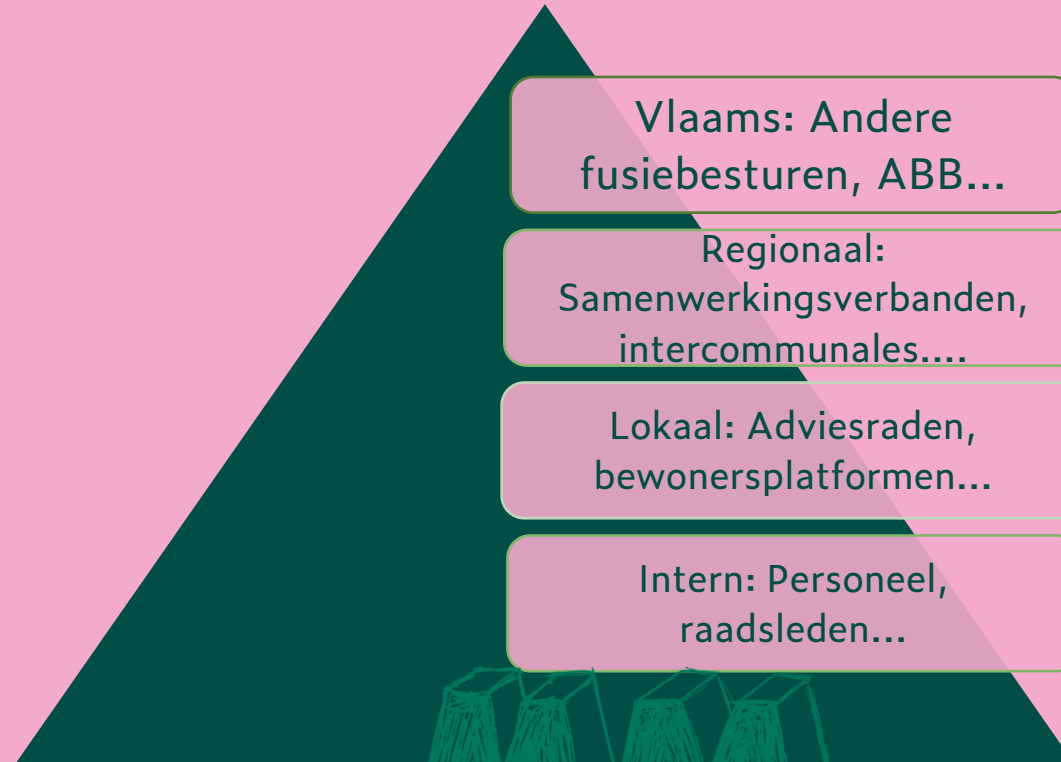 Vlaams: Andere
fusiebesturen, ABB...
Regionaal:
Samenwerkingsverbanden,
intercommunales....
Lokaal: Adviesraden,
bewonersplatformen...
Intern: Personeel,
raadsleden...